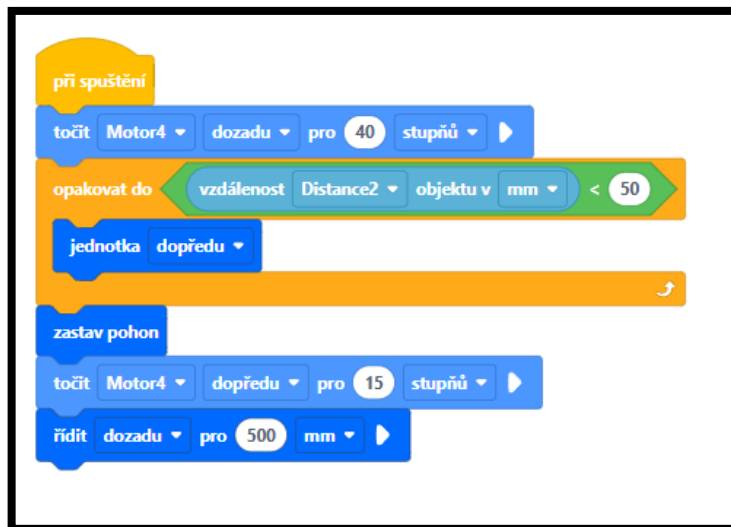 při spuštění
točit Motor4 dozadu pro 40 stupňů
opakovat do vzdálenost Distance2 objektu v mm < 50
jednotka dopředu
zastav pohon
točit Motor4 dopředu pro 15 stupňů
řídit dozadu pro 500 mm